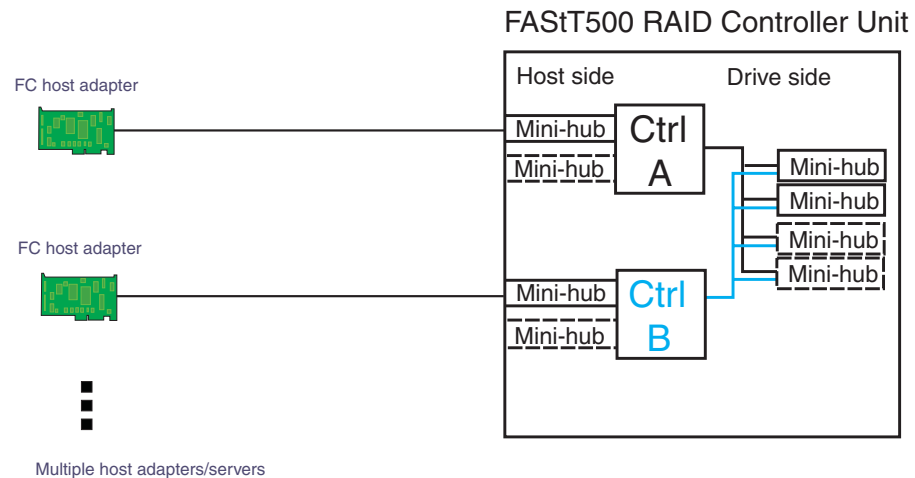 FAStT500 RAID Controller Unit
Host side
Drive side
FC host adapter
Mini-hub
Ctrl
A
Mini-hub
Mini-hub
Mini-hub
Mini-hub
Mini-hub
FC host adapter
Mini-hub
Ctrl
B
Mini-hub
Multiple host adapters/servers